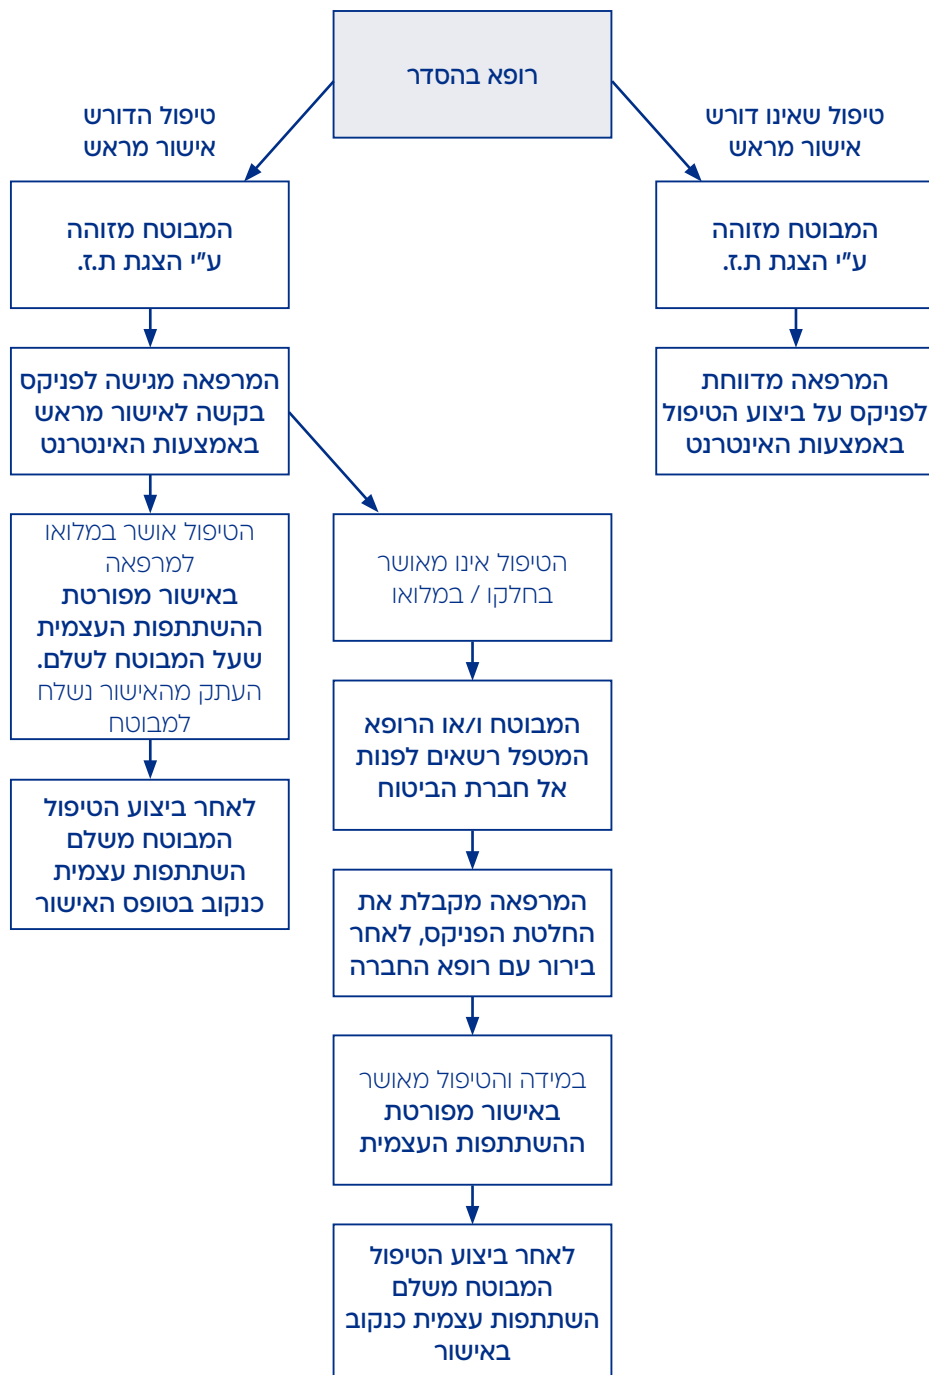 רופא בהסדר
טיפול שאינו דורש
אישור מראש
המבוטח מזוהה
ע"י הצגת ת.ז.
המרפאה מדווחת
לפניקס על ביצוע הטיפול
באמצעות האינטרנט
טיפול הדורש
אישור מראש
המבוטח מזוהה
ע"י הצגת ת.ז.
המרפאה מגישה לפניקס
בקשה לאישור מראש
באמצעות האינטרנט
הטיפול אושר במלואו
למרפאה
באישור מפורטת
ההשתתפות העצמית
שעל המבוטח לשלם.
העתק מהאישור נשלח
למבוטח
לאחר ביצוע הטיפול
המבוטח משלם
השתתפות עצמית
כנקוב בטופס האישור
הטיפול אינו מאושר
בחלקו / במלואו
המבוטח ו/או הרופא
המטפל רשאים לפנות
אל חברת הביטוח
המרפאה מקבלת את
החלטת הפניקס, לאחר
בירור עם רופא החברה
במידה והטיפול מאושר
באישור מפורטת
ההשתתפות העצמית
לאחר ביצוע הטיפול
המבוטח משלם
השתתפות עצמית כנקוב
באישור